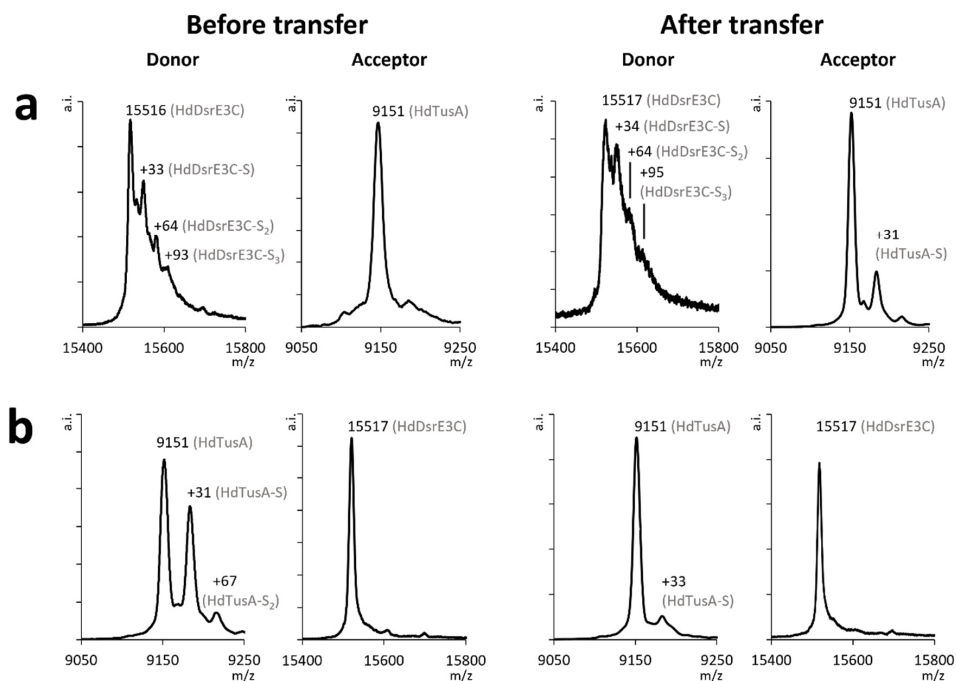 Before transfer
After transfer
Donor
Acceptor
Donor
Acceptor
a
a.i.
15516 (HdDsrE3C)
+33 (HdDsrE3C-S)
+64 (HdDsrE3C-S2)
+93 (HdDsrE3C-S3)
15400
15600
15800
m/z
a.i.
9151 (HdTusA)
9050
9150
9250
m/z
a.i.
15517 (HdDsrE3C)
+34 (HdDsrE3C-S)
+64 (HdDsrE3C-S2)
+95
(HdDsrE3C-S3)
15400
15600
15800
m/z
a.i.
9151 (HdTusA)
+31
(HdTusA-S)
9050
9150
9250
m/z
b
a.i.
9151 (HdTusA)
+31 (HdTusA-S)
+67
(HdTusA-S2)
9050
9150
9250
m/z
a.i.
15517 (HdDsrE3C)
15400
15600
15800
m/z
a.i.
9151 (HdTusA)
+33
(HdTusA-S)
9050
9150
9250
m/z
a.i.
15517 (HdDsrE3C)
15400
15600
15800
m/z